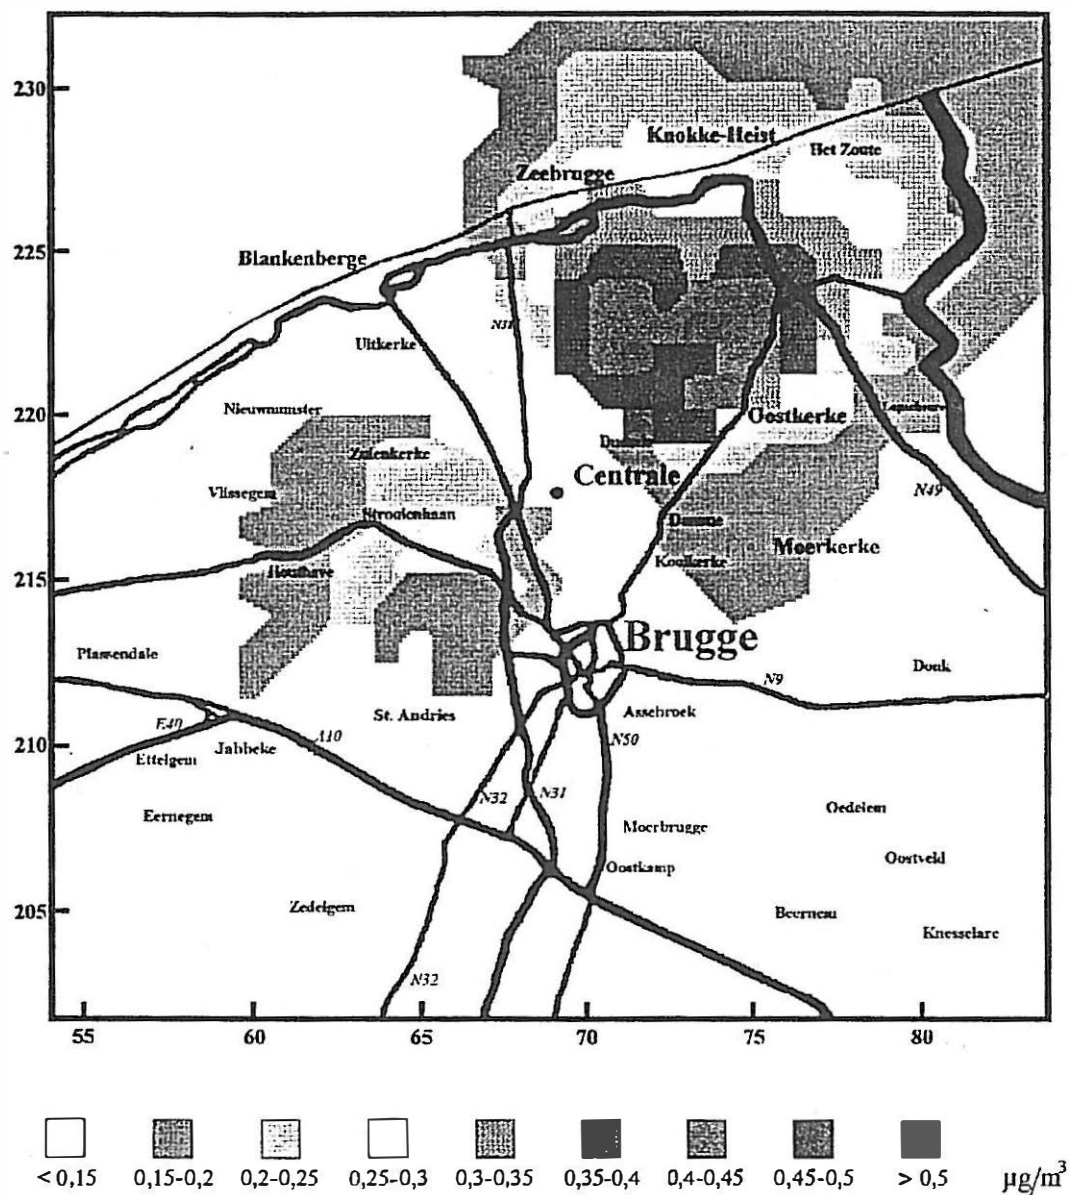 230
Knokke-Heist
Het Zoute
Zeebrugge
225
Blankenberge
N31
Uitkerke
220
Nieuwmunster
Oostkerke
Zuienkerke
Centrale
Vlissegem
N49
Strooienhaan
Damme
Moerkerke
Koolkerke
215
Houthave
Brugge
Plassendale
Donk
N9
St. Andries
Assebroek
E40
A10
N50
210
Jabbeke
Ettelgem
N32
N31
Oedelem
Eernegem
Moerbrugge
Oostveld
Oostkamp
205
Zedelgem
Beernem
Knesselare
N32
55 60 65 70 75 80
< 0,15 0,15-0,2 0,2-0,25 0,25-0,3 0,3-0,35 0,35-0,4 0,4-0,45 0,45-0,5 > 0,5 µg/m³